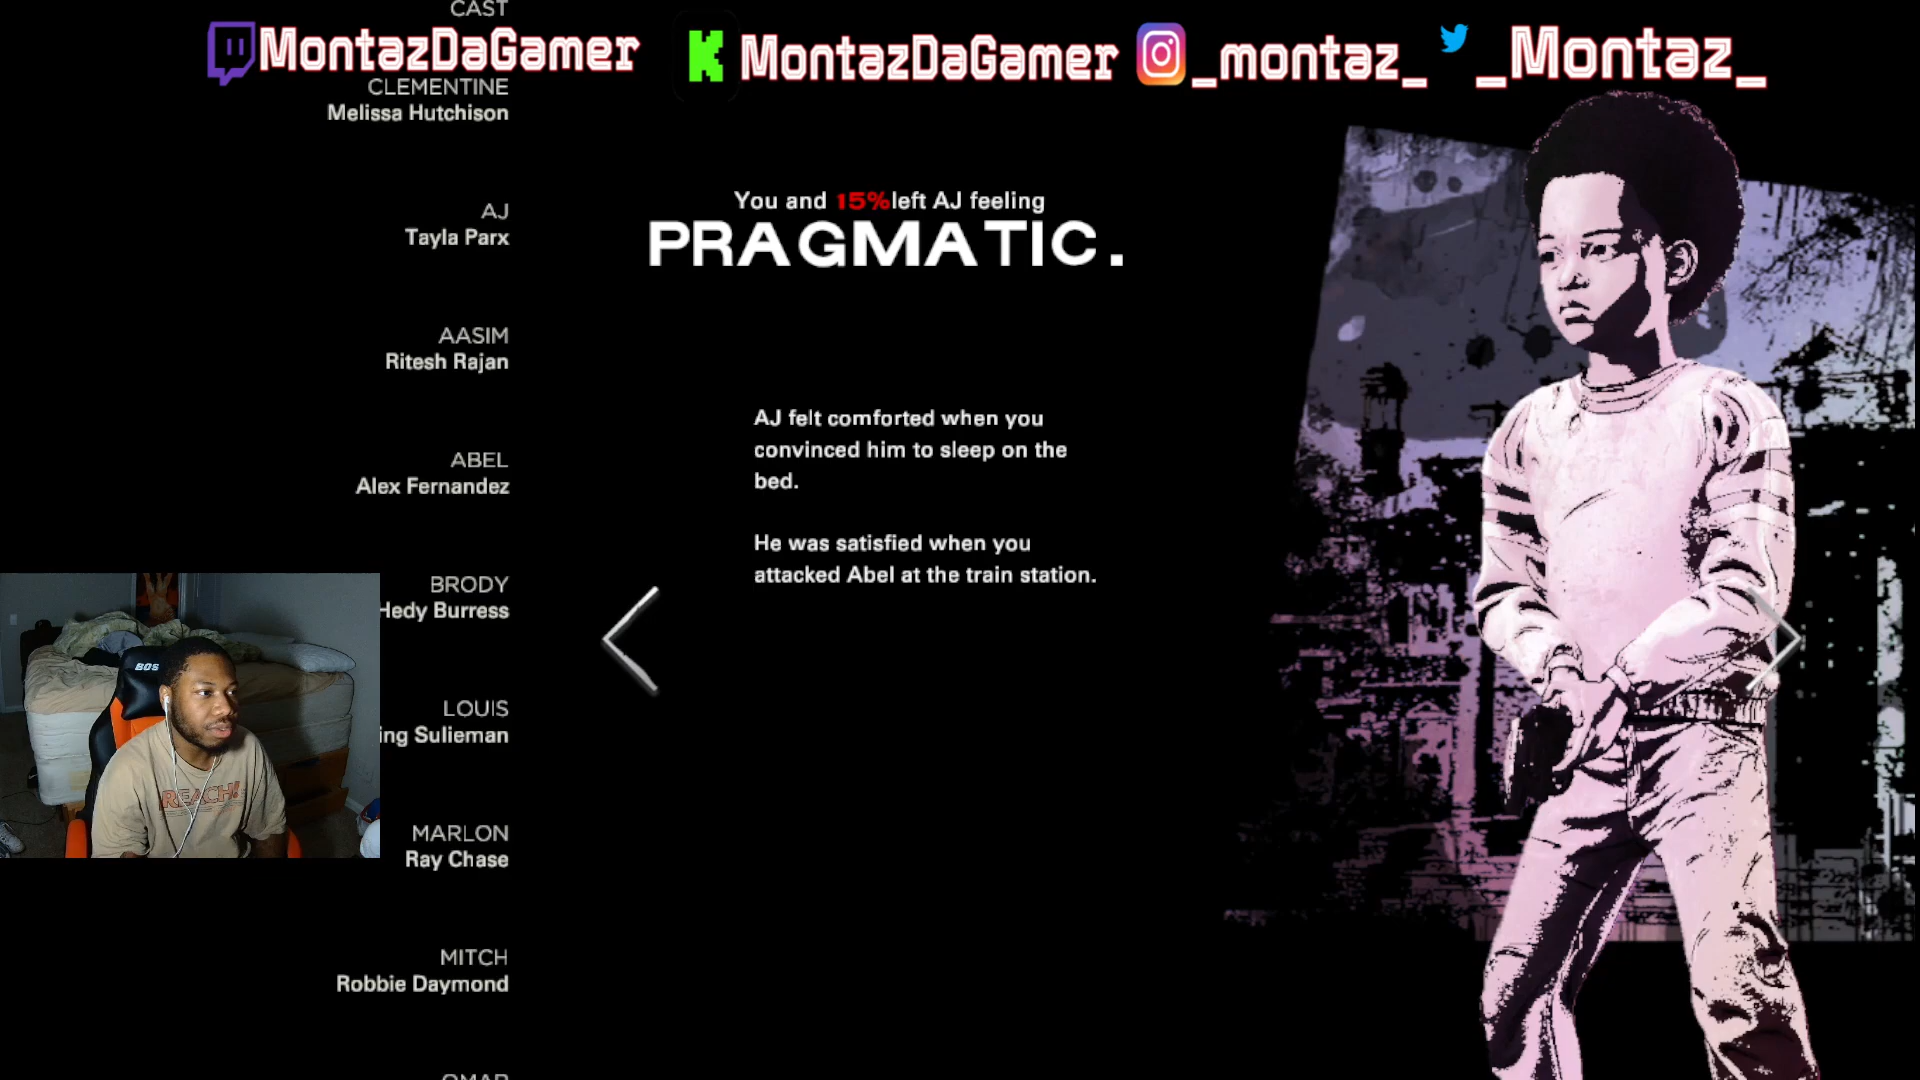 CAST
MontazDaGamer
MontazDaGamer
_montaz_
_Montaz_
CLEMENTINE
Melissa Hutchison
AJ
Tayla Parx
AASIM
Ritesh Rajan
ABEL
Alex Fernandez
BRODY
Hedy Burress
LOUIS
ing Sulieman
MARLON
Ray Chase
MITCH
Robbie Daymond
OMAR
You and 15% left AJ feeling
PRAGMATIC.
AJ felt comforted when you
convinced him to sleep on the
bed.
He was satisfied when you
attacked Abel at the train station.
BOS
REACH!